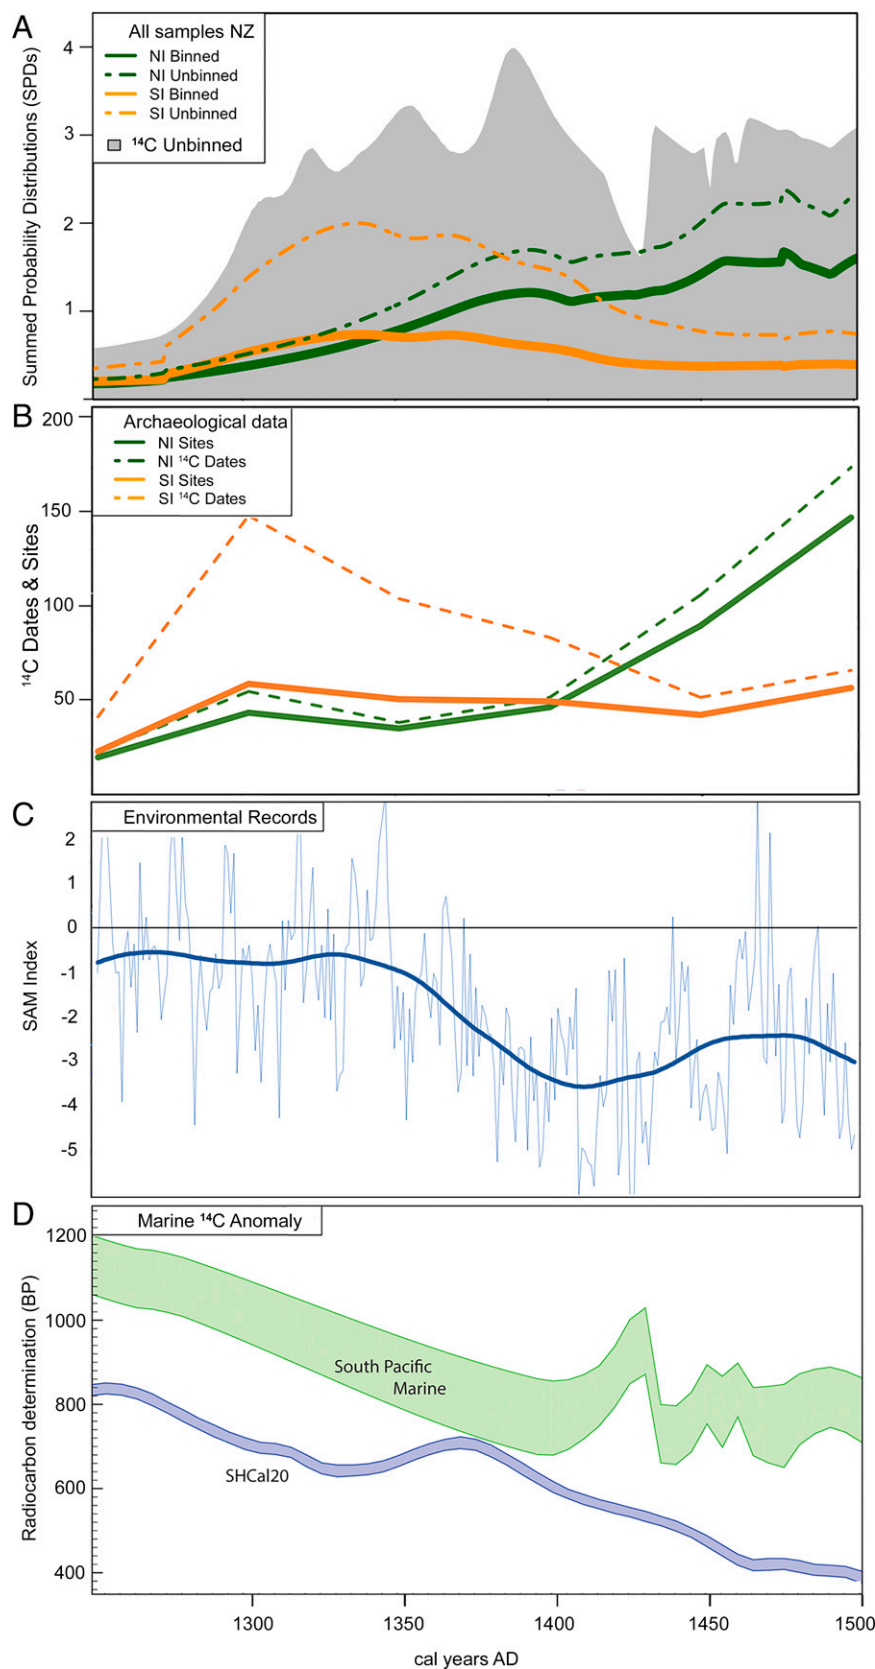 A
All samples NZ
NI Binned
NI Unbinned
SI Binned
SI Unbinned
¹⁴C Unbinned
Summed Probability Distributions (SPDs)
4
3
2
1
B
Archaeological data
NI Sites
NI ¹⁴C Dates
SI Sites
SI ¹⁴C Dates
¹⁴C Dates & Sites
200
150
100
50
C
Environmental Records
SAM Index
2
1
0
-1
-2
-3
-4
-5
D
Marine ¹⁴C Anomaly
Radiocarbon determination (BP)
1200
1000
800
600
400
South Pacific
Marine
SHCal20
1300 1350 1400 1450 1500
cal years AD